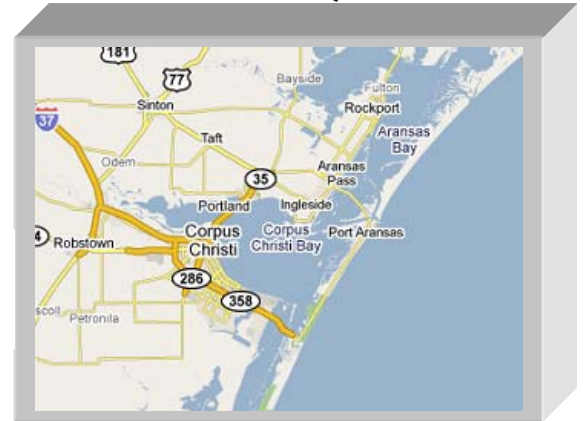 181
77
Bayside
Fulton
Sinton
Rockport
37
Aransas
Bay
Taft
Odem
Aransas
Pass
35
Portland
Ingleside
Corpus
Christi
Corpus
Christi Bay
Port Aransas
4
Robstown
286
358
Petronila